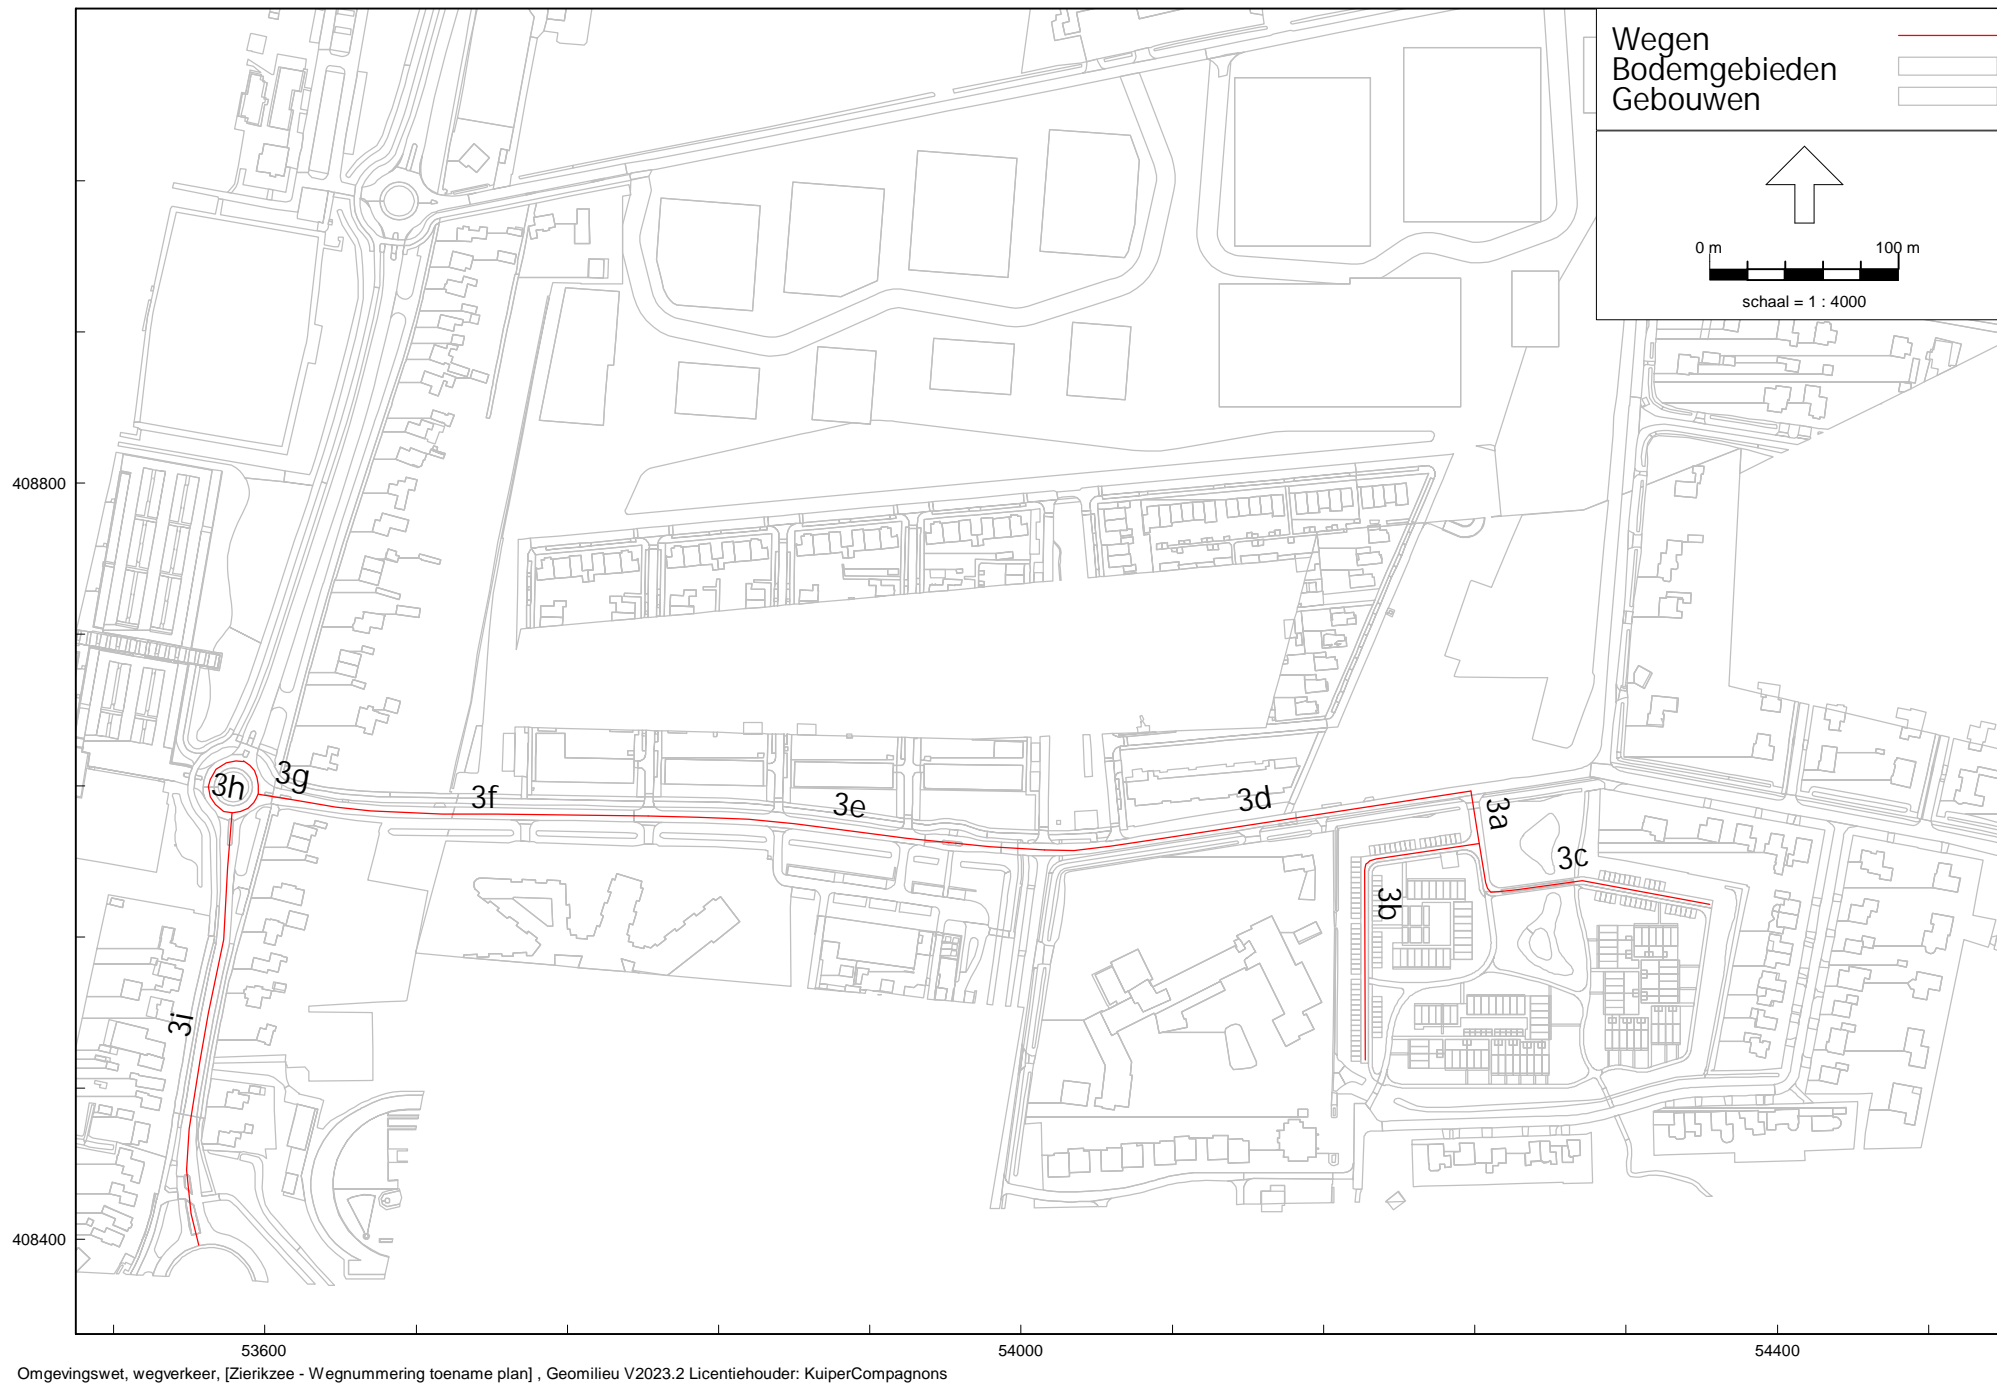 Wegen
Bodemgebieden
Gebouwen
0 m 100 m
schaal = 1 : 4000
408800
3h 3g
3f
3e
3d
3a
3c
3b
3i
408400
53600 54000 54400
Omgevingswet, wegverkeer, [Zierikzee - Wegnummering toename plan] , Geomilieu V2023.2 Licentiehouder: KuiperCompagnons